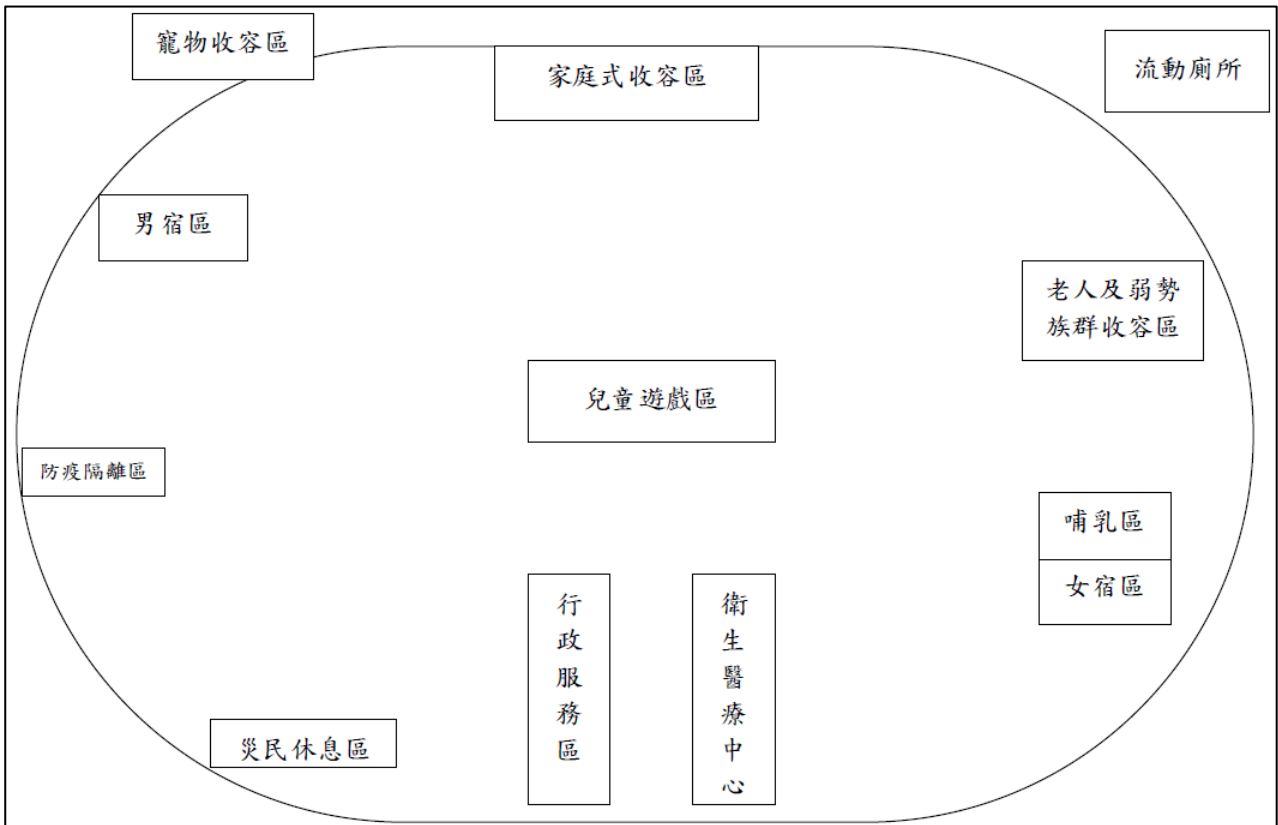 寵物收容區
家庭式收容區
流動廁所
男宿區
老人及弱勢
族群收容區
兒童遊戲區
防疫隔離區
哺乳區
女宿區
行政服務區
衛生醫療中心
災民休息區